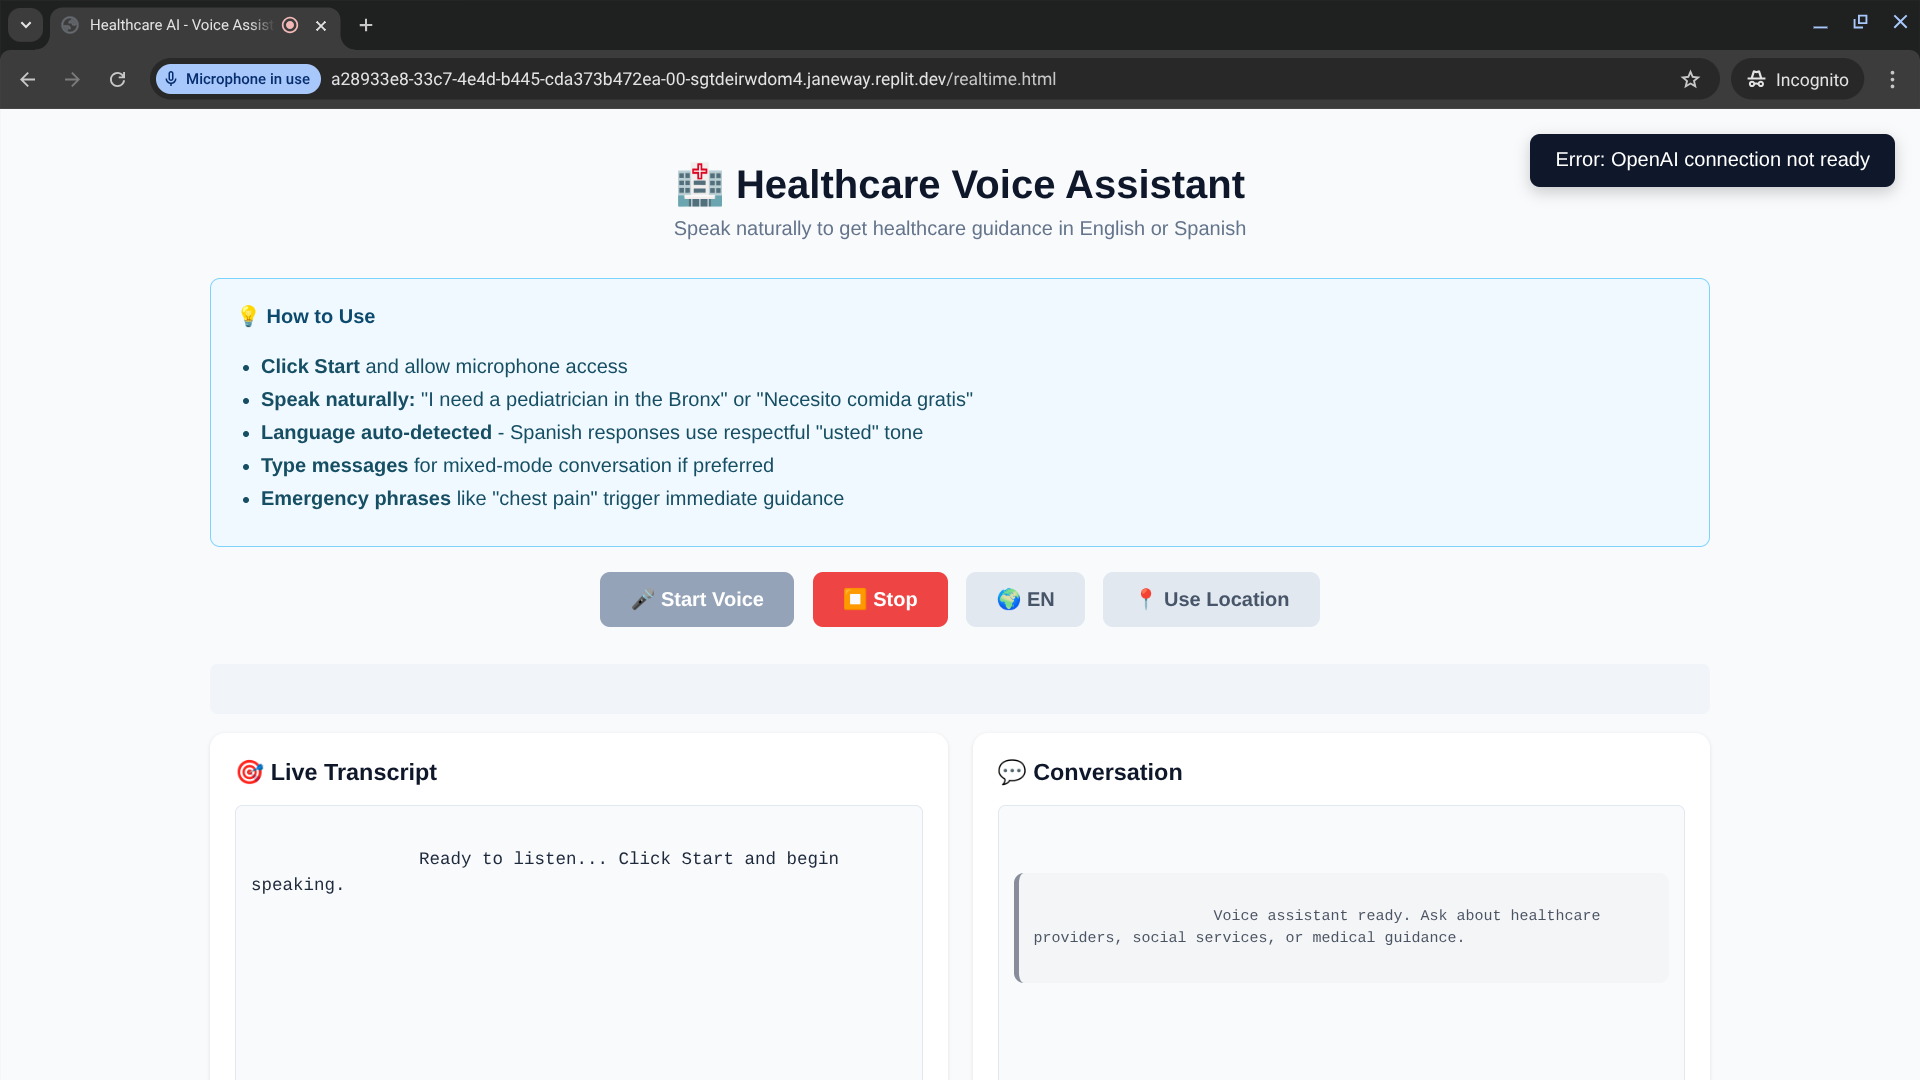 Healthcare AI - Voice Assist
Microphone in use
a28933e8-33c7-4e4d-b445-cda373b472ea-00-sgtdeirwdom4.janeway.replit.dev/realtime.html
Incognito
Error: OpenAI connection not ready
Healthcare Voice Assistant
Speak naturally to get healthcare guidance in English or Spanish
How to Use
• Click Start and allow microphone access
• Speak naturally: "I need a pediatrician in the Bronx" or "Necesito comida gratis"
• Language auto-detected - Spanish responses use respectful "usted" tone
• Type messages for mixed-mode conversation if preferred
• Emergency phrases like "chest pain" trigger immediate guidance
Start Voice
Stop
EN
Use Location
Live Transcript
Ready to listen... Click Start and begin
speaking.
Conversation
Voice assistant ready. Ask about healthcare
providers, social services, or medical guidance.